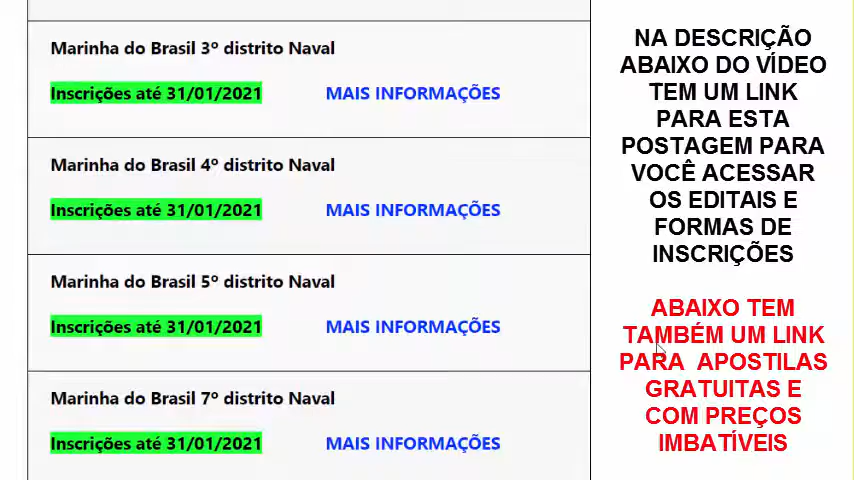 Marinha do Brasil 3º distrito Naval
Inscrições até 31/01/2021 MAIS INFORMAÇÕES
Marinha do Brasil 4º distrito Naval
Inscrições até 31/01/2021 MAIS INFORMAÇÕES
Marinha do Brasil 5º distrito Naval
Inscrições até 31/01/2021 MAIS INFORMAÇÕES
Marinha do Brasil 7º distrito Naval
Inscrições até 31/01/2021 MAIS INFORMAÇÕES
NA DESCRIÇÃO
ABAIXO DO VÍDEO
TEM UM LINK
PARA ESTA
POSTAGEM PARA
VOCÊ ACESSAR
OS EDITAIS E
FORMAS DE
INSCRIÇÕES
ABAIXO TEM
TAMBÉM UM LINK
PARA APOSTILAS
GRATUITAS E
COM PREÇOS
IMBATÍVEIS